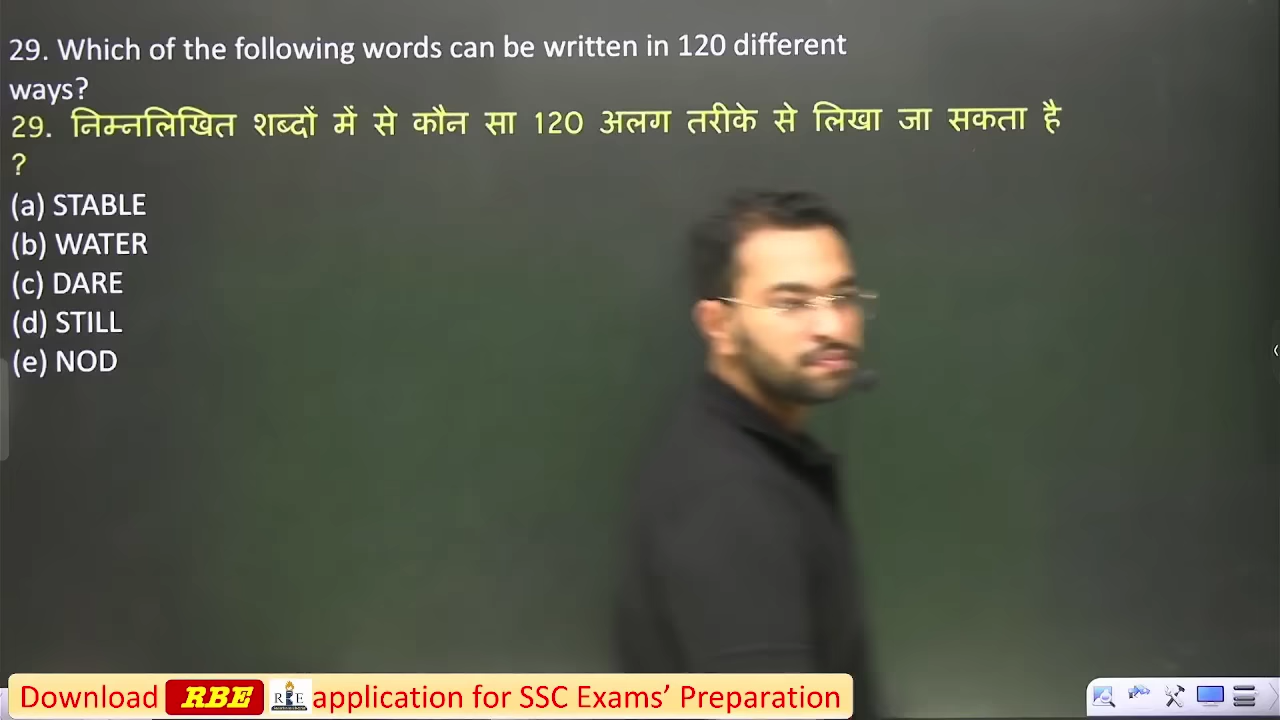 29. Which of the following words can be written in 120 different
ways?
29. निम्नलिखित शब्दों में से कौन सा 120 अलग तरीके से लिखा जा सकता है
?
(a) STABLE
(b) WATER
(c) DARE
(d) STILL
(e) NOD
Download RBE RBE application for SSC Exams’ Preparation